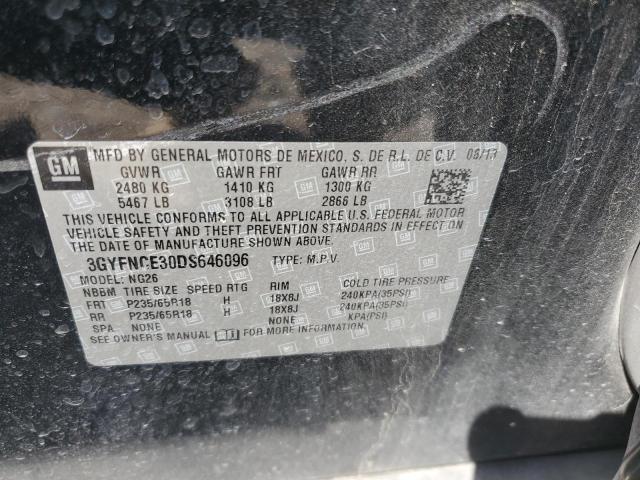 GM MFD BY GENERAL MOTORS DE MEXICO, S. DE R.L. DE C.V. 08/13
GVWR GAWR FRT GAWR RR
2480 KG 1410 KG 1300 KG
5467 LB 3108 LB 2866 LB
THIS VEHICLE CONFORMS TO ALL APPLICABLE U.S. FEDERAL MOTOR
VEHICLE SAFETY AND THEFT PREVENTION STANDARDS IN EFFECT ON
THE DATE OF MANUFACTURE SHOWN ABOVE.
3GYFNCE30DS646096 TYPE: M.P.V.
MODEL: NG26
NBBM TIRE SIZE SPEED RTG RIM COLD TIRE PRESSURE
FRT P235/65R18 H 18X8J 240KPA(35PSI)
RR P235/65R18 H 18X8J 240KPA(35PSI)
SPA NONE NONE KPA(PSI)
SEE OWNER'S MANUAL FOR MORE INFORMATION.